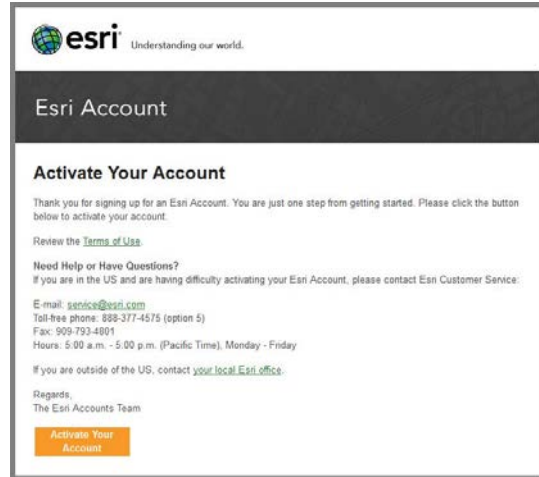 esri Understanding our world.
Esri Account
Activate Your Account
Thank you for signing up for an Esri Account. You are just one step from getting started. Please click the button
below to activate your account.
Review the Terms of Use.
Need Help or Have Questions?
If you are in the US and are having difficulty activating your Esri Account, please contact Esri Customer Service:
E-mail: service@esri.com
Toll-free phone: 888-377-4575 (option 5)
Fax: 909-793-4801
Hours: 5:00 a.m. - 5:00 p.m. (Pacific Time), Monday - Friday
If you are outside of the US, contact your local Esri office.
Regards,
The Esri Accounts Team
Activate Your
Account